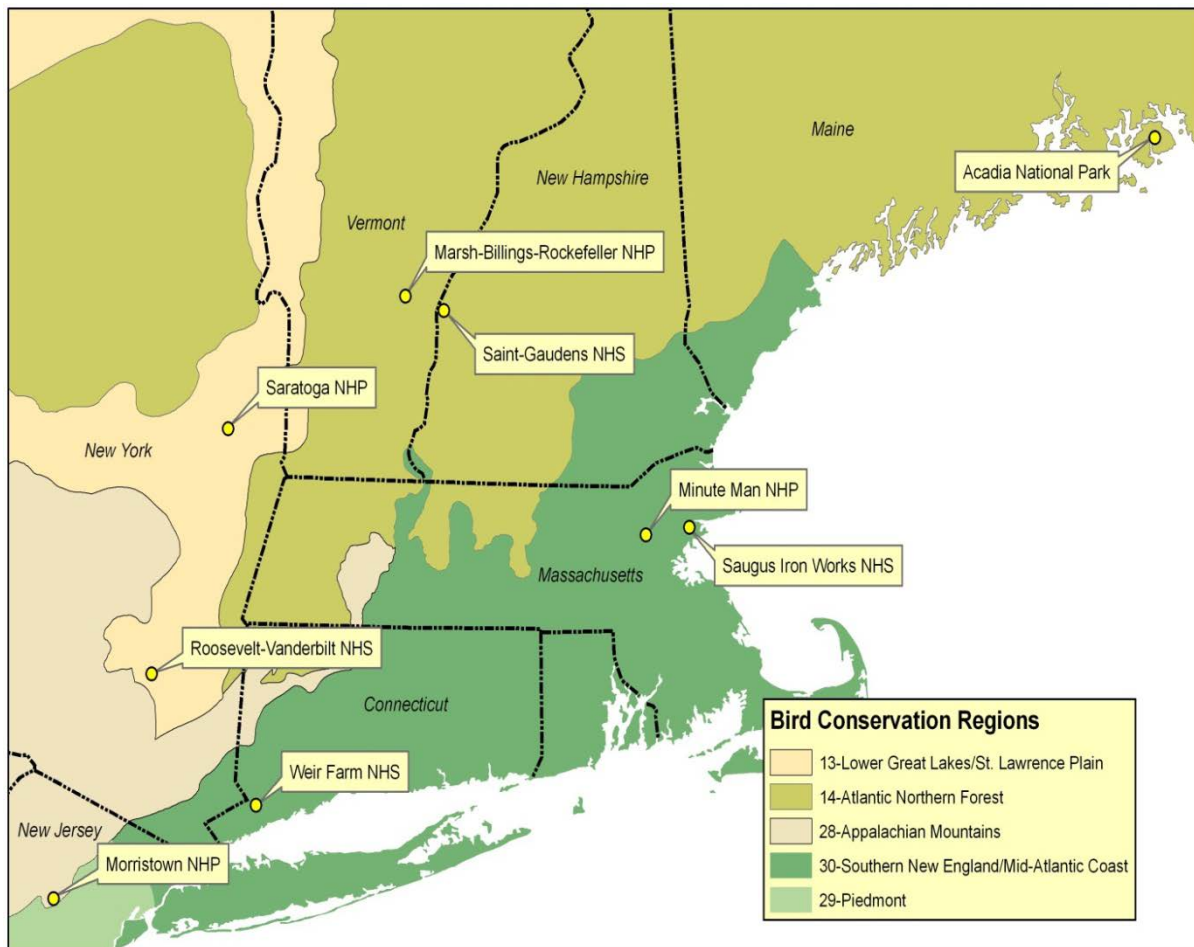 Maine
Acadia National Park
New Hampshire
Vermont
Marsh-Billings-Rockefeller NHP
Saint-Gaudens NHS
Saratoga NHP
New York
Minute Man NHP
Saugus Iron Works NHS
Massachusetts
Roosevelt-Vanderbilt NHS
Connecticut
Weir Farm NHS
New Jersey
Morristown NHP
Bird Conservation Regions
13-Lower Great Lakes/St. Lawrence Plain
14-Atlantic Northern Forest
28-Appalachian Mountains
30-Southern New England/Mid-Atlantic Coast
29-Piedmont